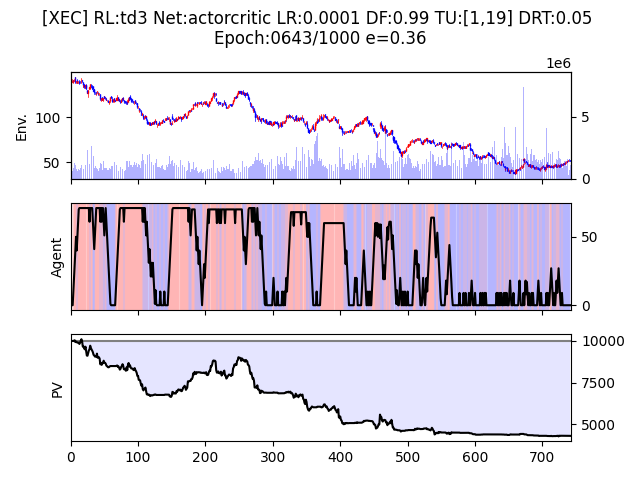 [XEC] RL:td3 Net:actorcritic LR:0.0001 DF:0.99 TU:[1,19] DRT:0.05
Epoch:0643/1000 e=0.36
1e6
Env.
100
50
5
0
Agent
50
0
PV
10000
7500
5000
0 100 200 300 400 500 600 700